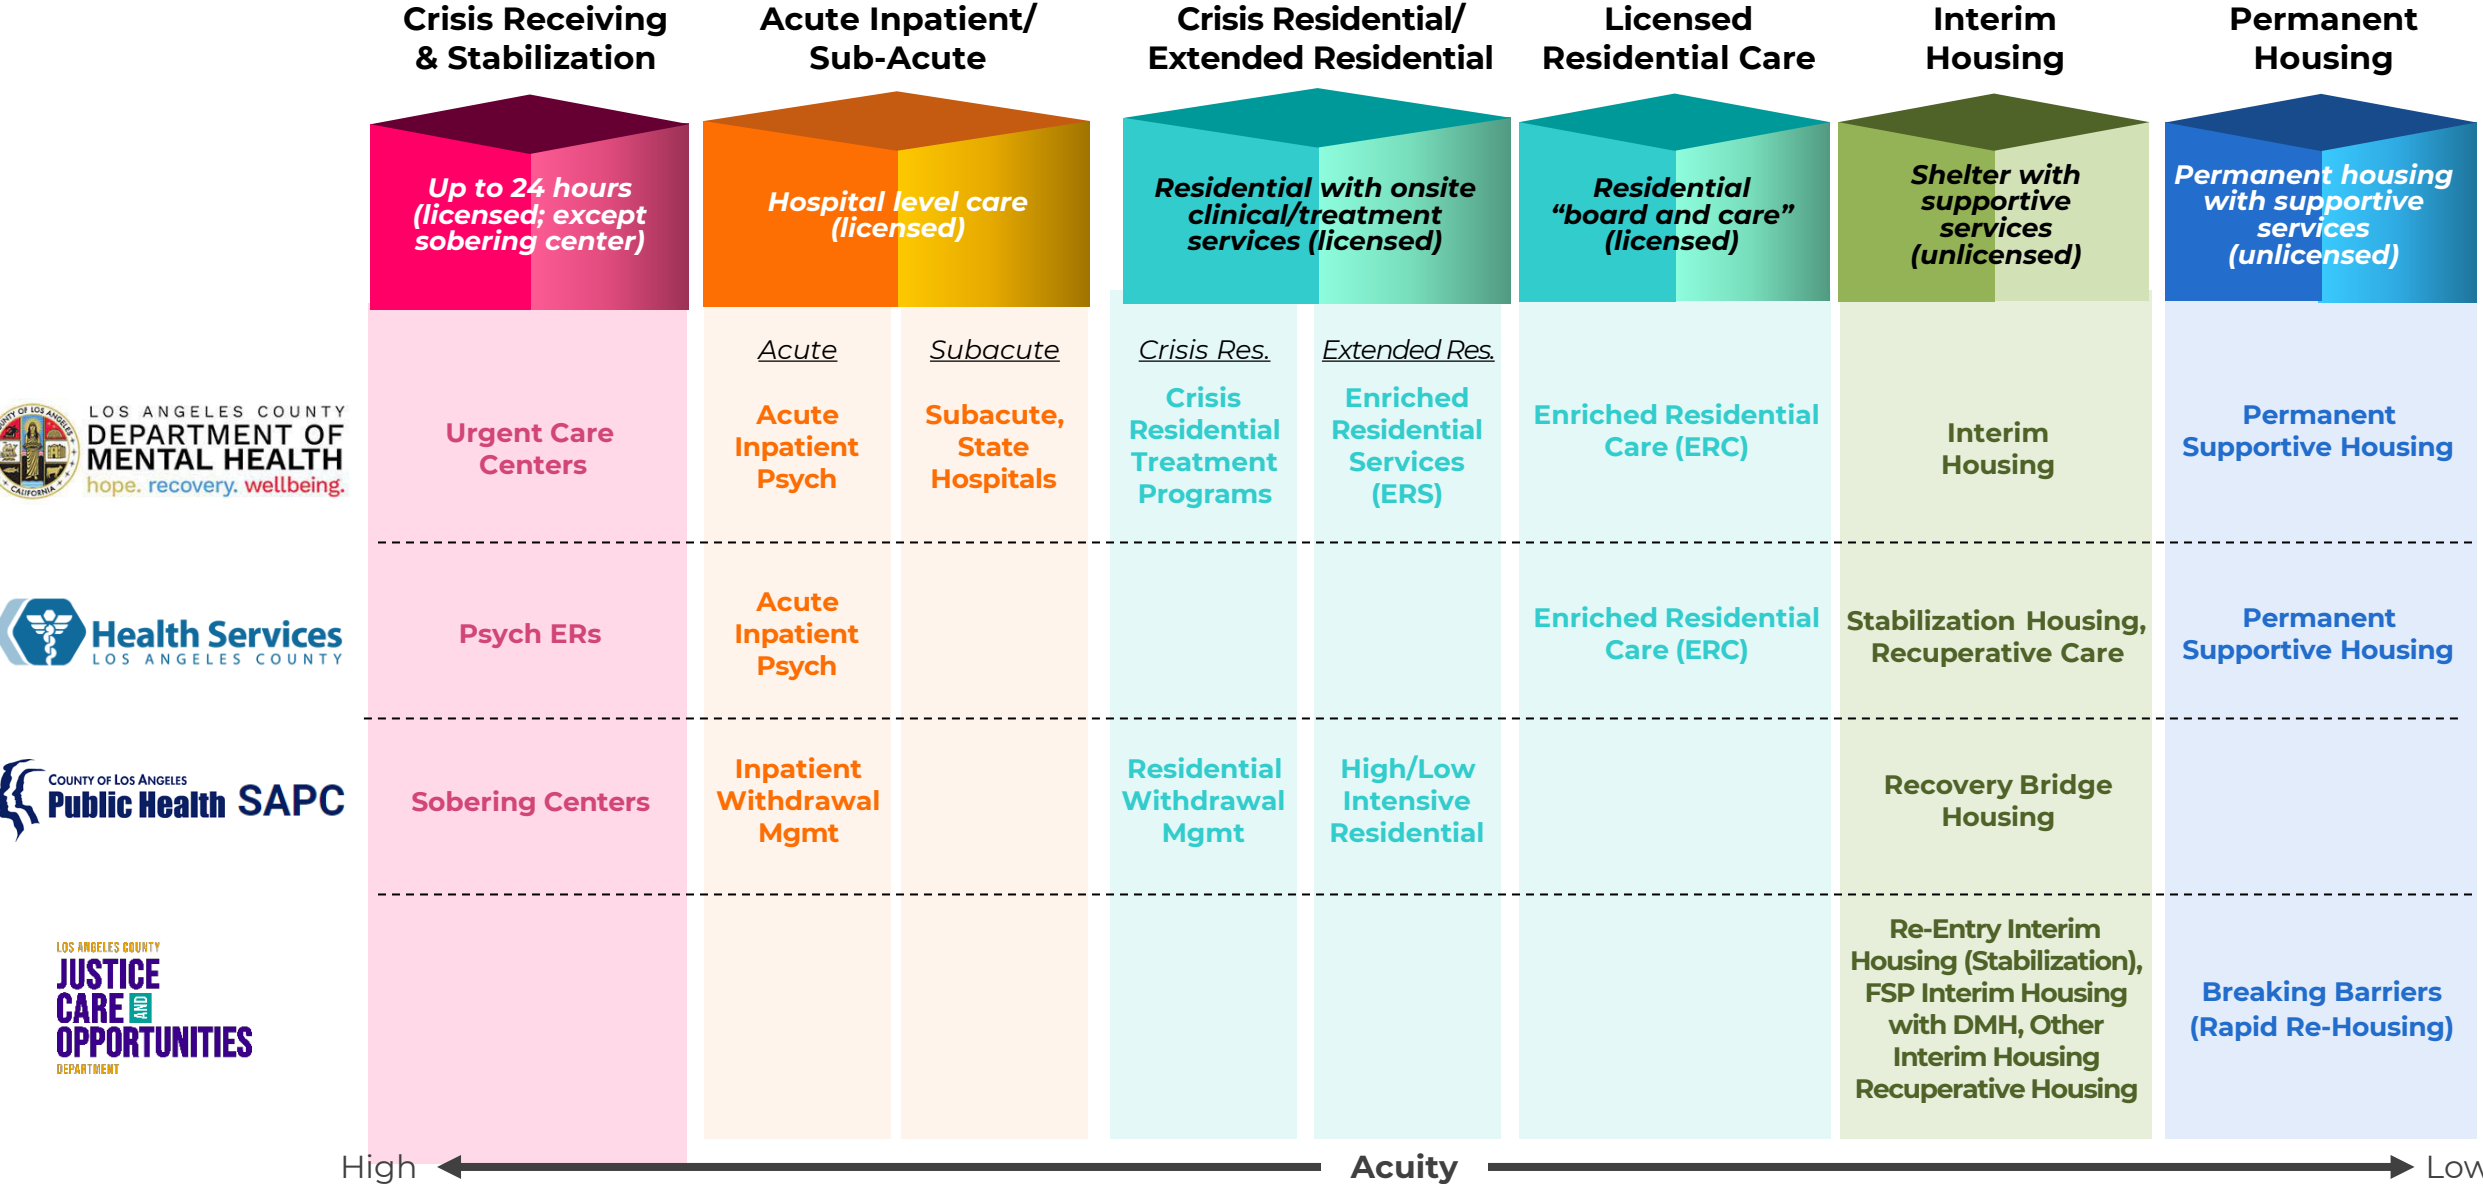 Crisis Receiving
& Stabilization
Acute Inpatient/
Sub-Acute
Crisis Residential/
Extended Residential
Licensed
Residential Care
Interim
Housing
Permanent
Housing
Up to 24 hours
(licensed; except
sobering center)
Hospital level care
(licensed)
Residential with onsite
clinical/treatment
services (licensed)
Residential
“board and care”
(licensed)
Shelter with
supportive
services
(unlicensed)
Permanent housing
with supportive
services
(unlicensed)
Acute
Subacute
Crisis Res.
Extended Res.
LOS ANGELES COUNTY
DEPARTMENT OF
MENTAL HEALTH
hope. recovery. wellbeing.
COUNTY OF LOS ANGELES
CALIFORNIA
Urgent Care
Centers
Acute
Inpatient
Psych
Subacute,
State
Hospitals
Crisis
Residential
Treatment
Programs
Enriched
Residential
Services
(ERS)
Enriched Residential
Care (ERC)
Interim
Housing
Permanent
Supportive Housing
Health Services
LOS ANGELES COUNTY
Psych ERs
Acute
Inpatient
Psych
Enriched Residential
Care (ERC)
Stabilization Housing,
Recuperative Care
Permanent
Supportive Housing
COUNTY OF LOS ANGELES
Public Health SAPC
Sobering Centers
Inpatient
Withdrawal
Mgmt
Residential
Withdrawal
Mgmt
High/Low
Intensive
Residential
Recovery Bridge
Housing
LOS ANGELES COUNTY
JUSTICE
CARE AND
OPPORTUNITIES
DEPARTMENT
Re-Entry Interim
Housing (Stabilization),
FSP Interim Housing
with DMH, Other
Interim Housing
Recuperative Housing
Breaking Barriers
(Rapid Re-Housing)
High
Acuity
Low